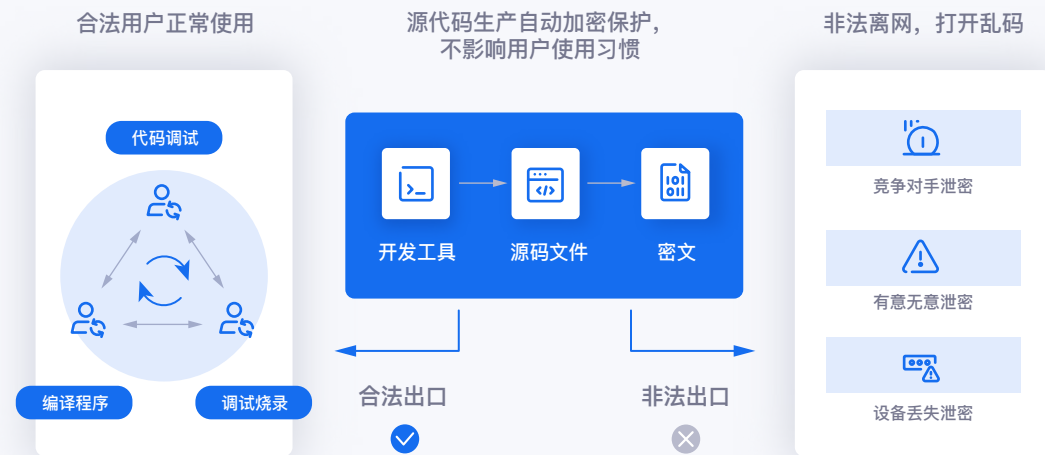 合法用户正常使用
源代码生产自动加密保护，
不影响用户使用习惯
非法离网，打开乱码
代码调试
编译程序
调试烧录
开发工具
源码文件
密文
合法出口
非法出口
竞争对手泄密
有意无意泄密
设备丢失泄密